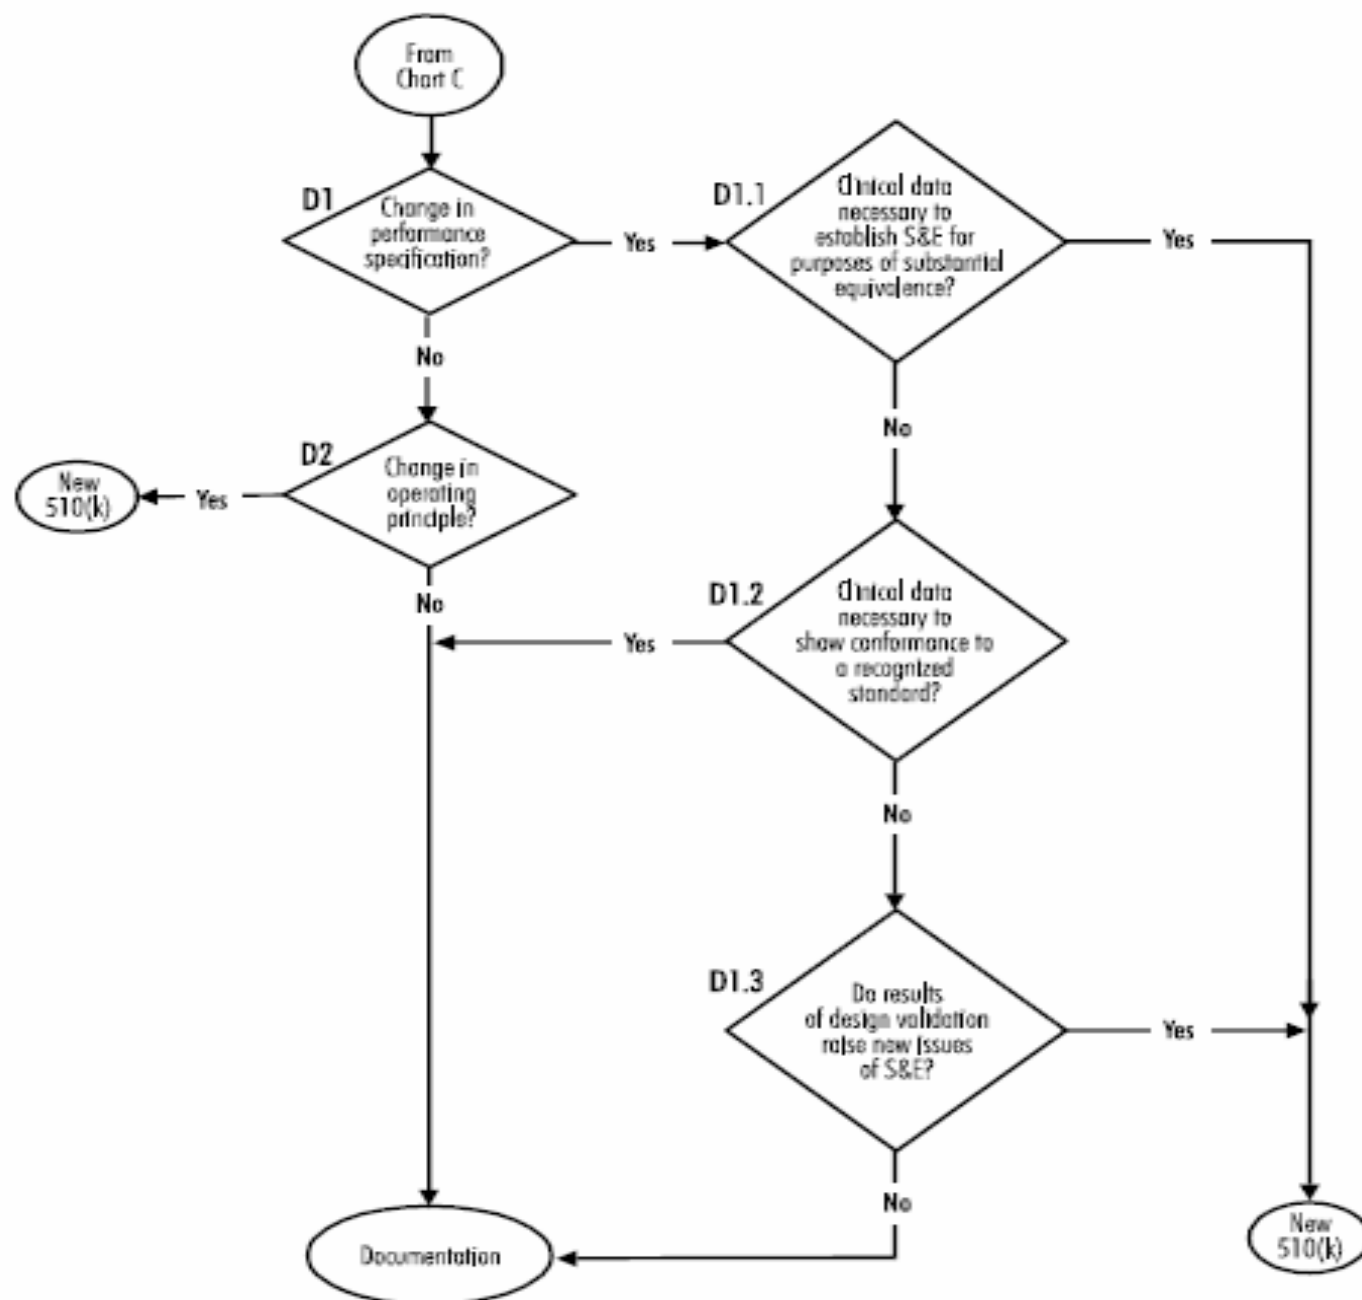 From
Chart C
D1
Change in
performance
specification?
Yes
D1.1
Clinical data
necessary to
establish S&E for
purposes of substantial
equivalence?
Yes
No
No
D2
Change in
operating
principle?
Yes
New
510(k)
No
D1.2
Clinical data
necessary to
show conformance to
a recognized
standard?
Yes
No
D1.3
Do results
of design validation
raise new issues
of S&E?
Yes
No
Documentation
New
510(k)